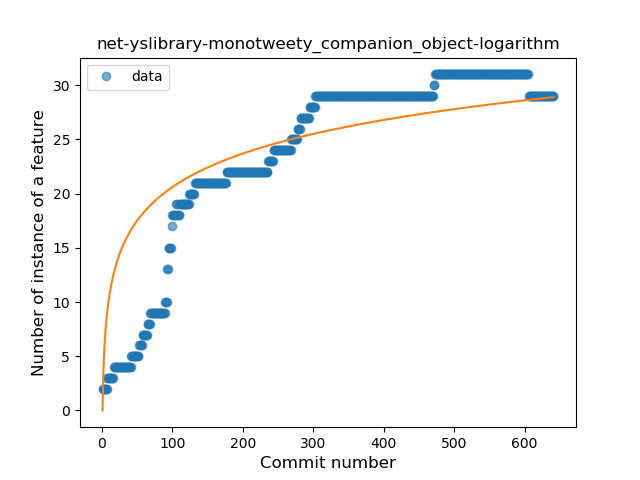 net-yslibrary-monotweety_companion_object-logarithm
data
Number of instance of a feature
30
25
20
15
10
5
0
0 100 200 300 400 500 600
Commit number